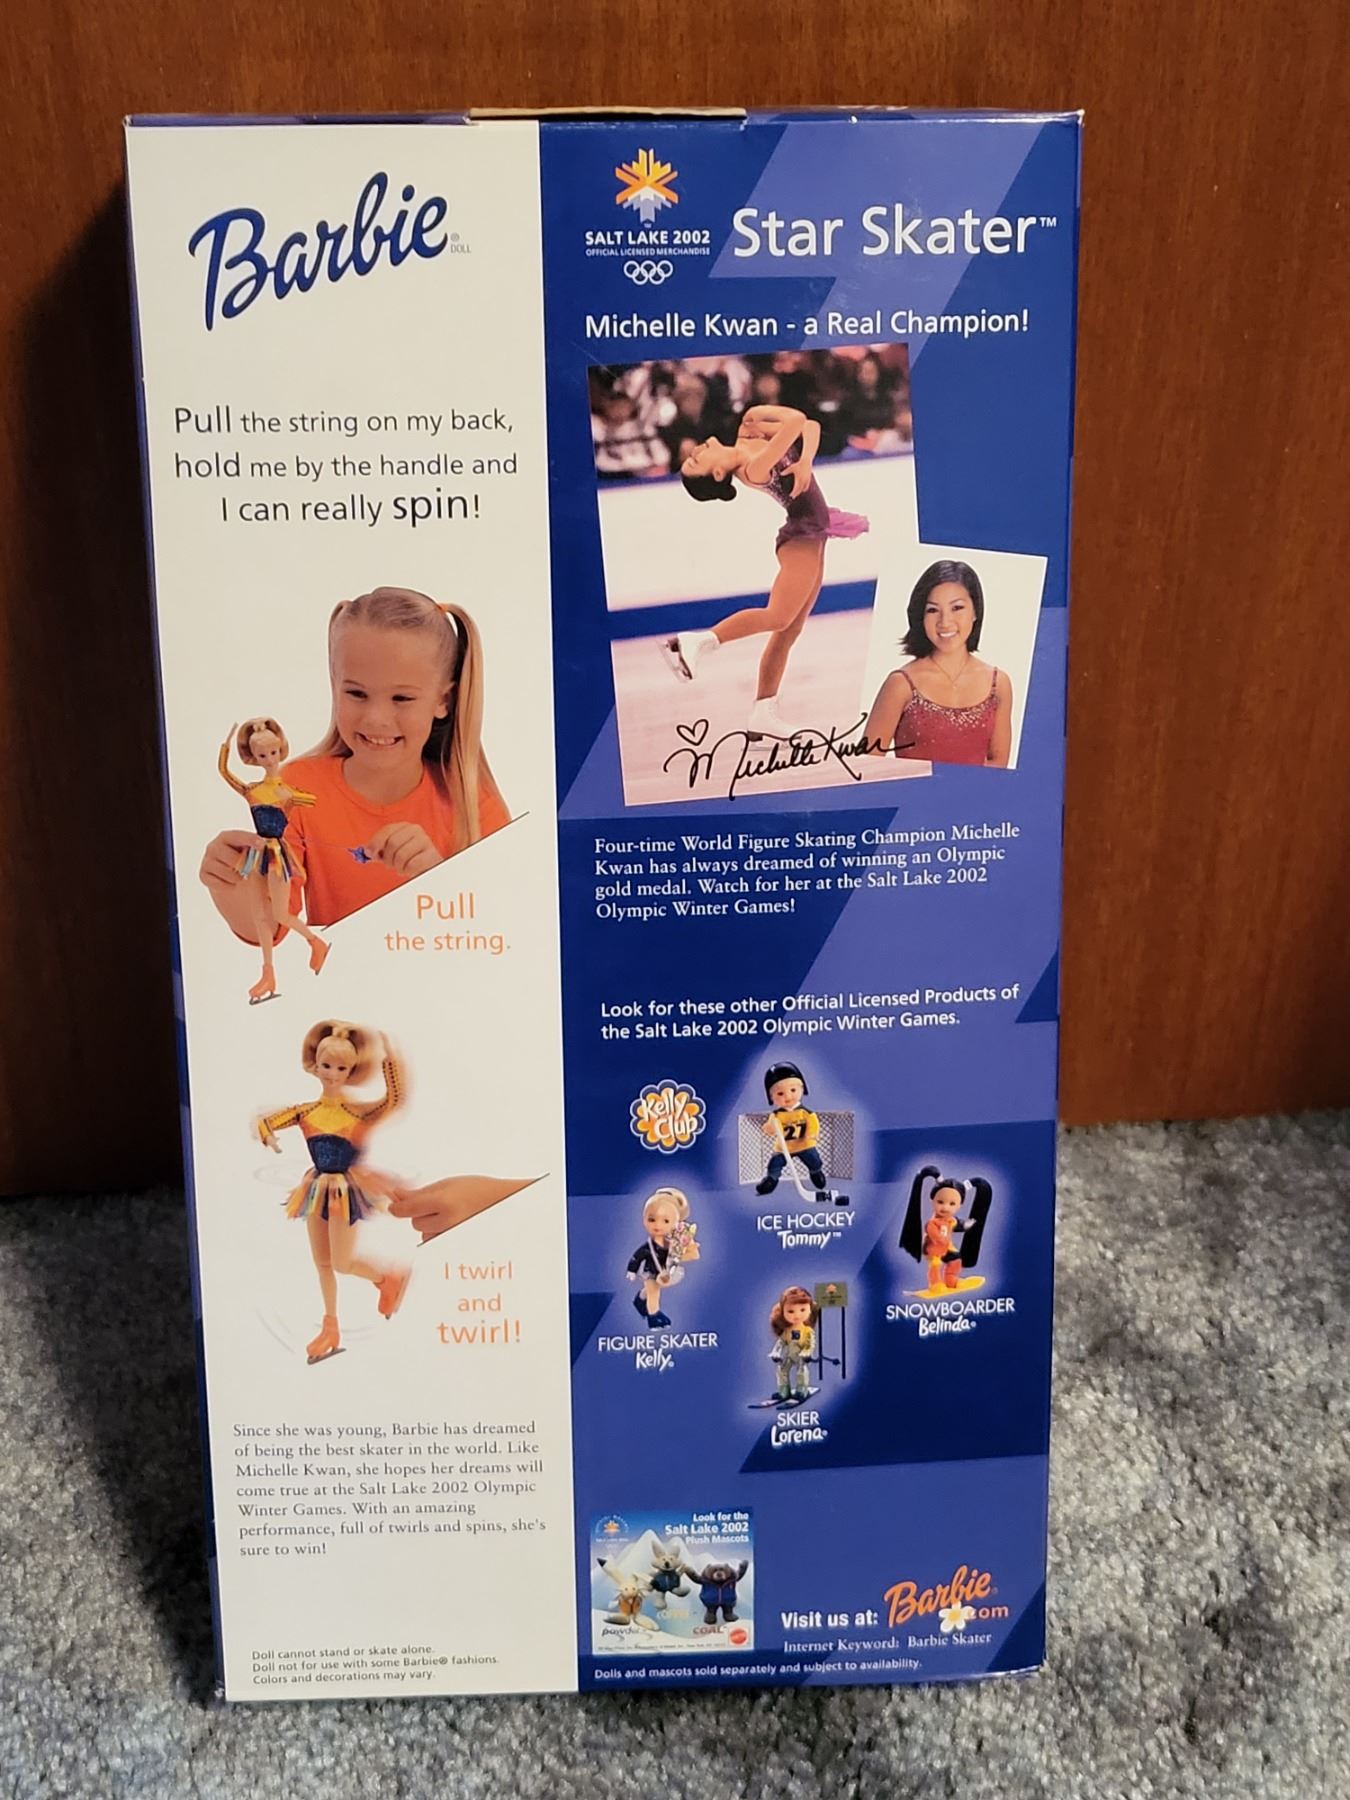 Barbie®
DOLL
Pull the string on my back,
hold me by the handle and
I can really spin!
Pull
the string.
I twirl
and
twirl!
Since she was young, Barbie has dreamed
of being the best skater in the world. Like
Michelle Kwan, she hopes her dreams will
come true at the Salt Lake 2002 Olympic
Winter Games. With an amazing
performance, full of twirls and spins, she's
sure to win!
Doll cannot stand or skate alone.
Doll not for use with some Barbie® fashions.
Colors and decorations may vary.
SALT LAKE 2002
OFFICIAL LICENSED MERCHANDISE
Star Skater™
Michelle Kwan - a Real Champion!
Michelle Kwan
Four-time World Figure Skating Champion Michelle
Kwan has always dreamed of winning an Olympic
gold medal. Watch for her at the Salt Lake 2002
Olympic Winter Games!
Look for these other Official Licensed Products of
the Salt Lake 2002 Olympic Winter Games.
Kelly
Club
27
ICE HOCKEY
Tommy™
SNOWBOARDER
Belinda®
FIGURE SKATER
Kelly®
SKIER
Lorena®
Look for the
Salt Lake 2002
Plush Mascots
powder
COPPER
COAL
Visit us at: Barbie.com
Internet Keyword: Barbie Skater
Dolls and mascots sold separately and subject to availability.